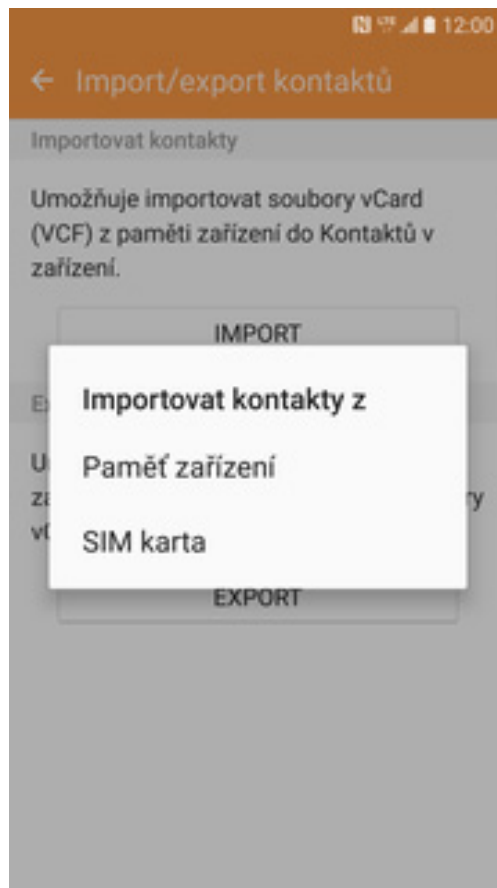 12:00
Import/export kontaktů
Importovat kontakty
Umožňuje importovat soubory vCard
(VCF) z paměti zařízení do Kontaktů v
zařízení.
IMPORT
Importovat kontakty z
Paměť zařízení
SIM karta
EXPORT